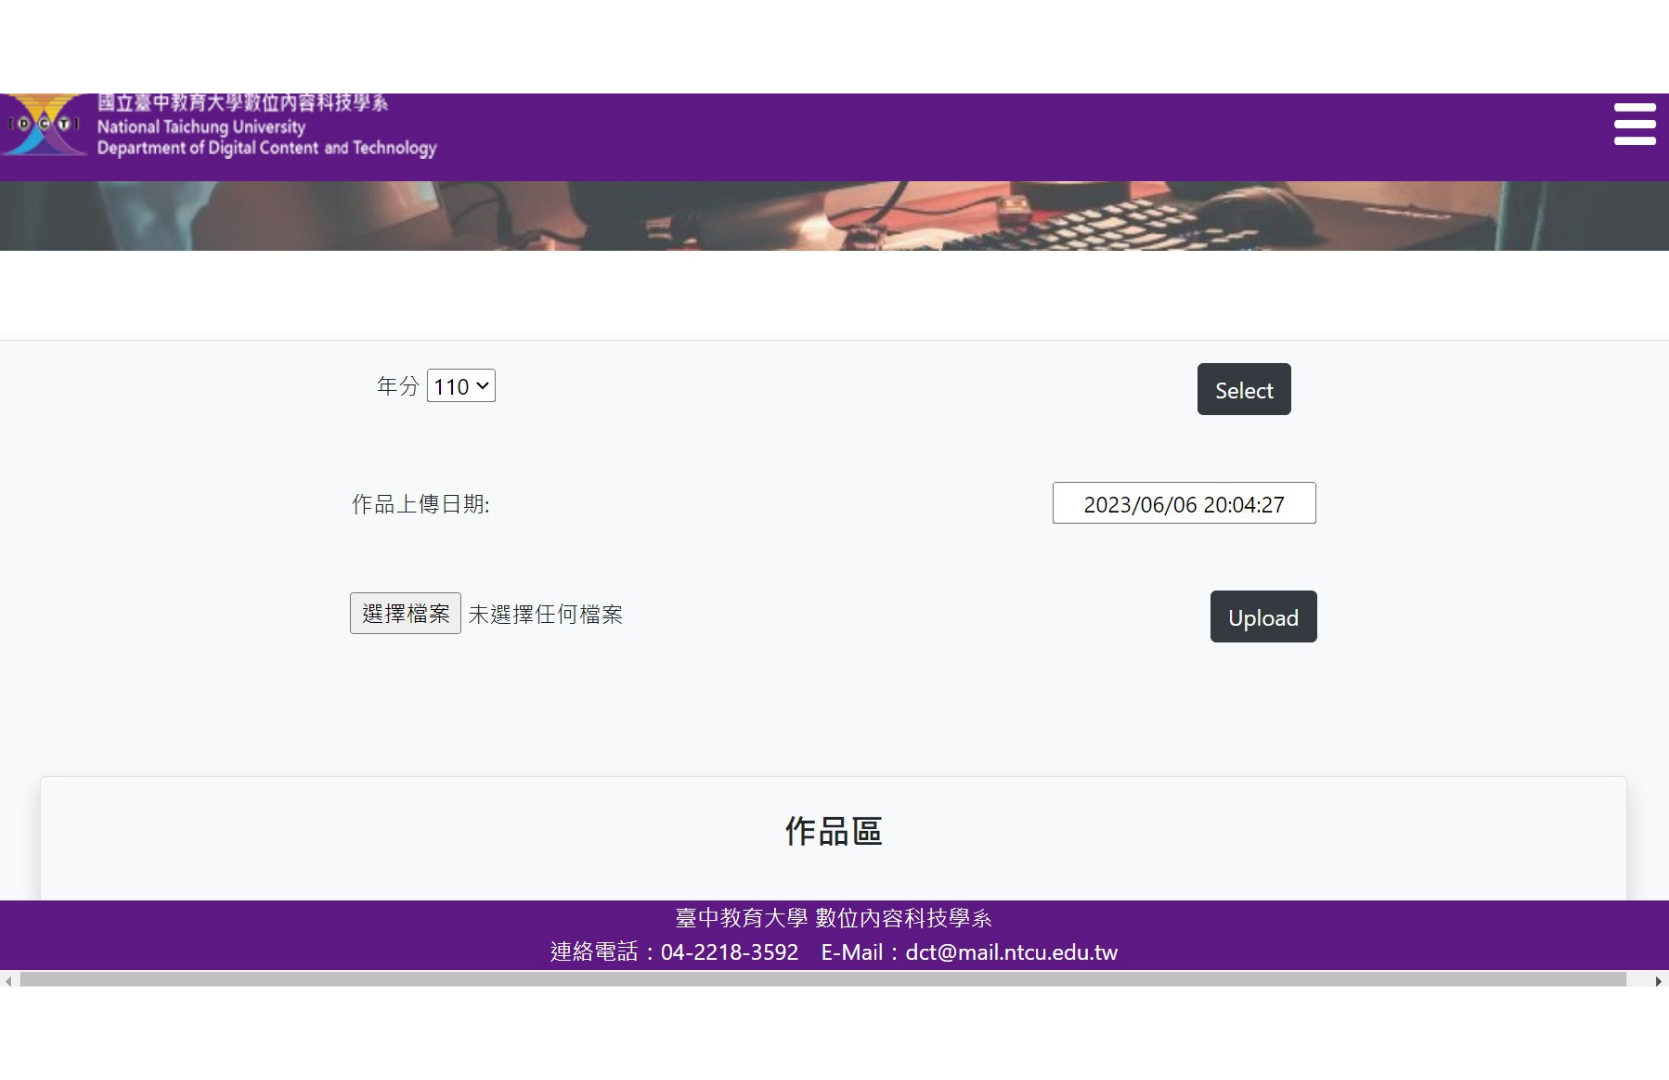 國立臺中教育大學數位內容科技學系
National Taichung University
Department of Digital Content and Technology
DCT
年分 110
Select
作品上傳日期:
2023/06/06 20:04:27
選擇檔案 未選擇任何檔案
Upload
作品區
臺中教育大學 數位內容科技學系
連絡電話：04-2218-3592 E-Mail：dct@mail.ntcu.edu.tw